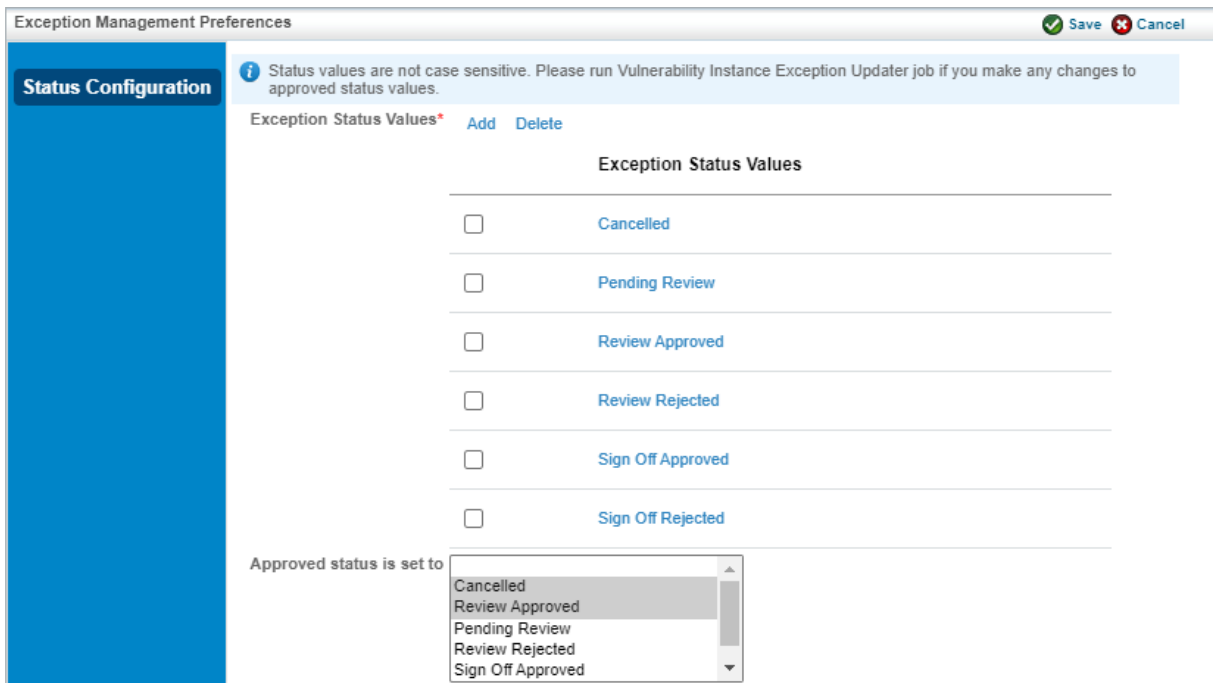 Exception Management Preferences
Save Cancel
Status Configuration
Status values are not case sensitive. Please run Vulnerability Instance Exception Updater job if you make any changes to
approved status values.
Exception Status Values* Add Delete
Exception Status Values
Cancelled
Pending Review
Review Approved
Review Rejected
Sign Off Approved
Sign Off Rejected
Approved status is set to
Cancelled
Review Approved
Pending Review
Review Rejected
Sign Off Approved